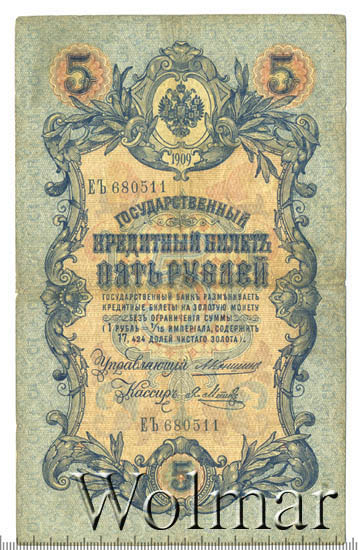 5 5
1909
ЕЪ 680511
ГОСУДАРСТВЕННЫЙ
КРЕДИТНЫЙ БИЛЕТЪ
ПЯТЬ РУБЛЕЙ
ГОСУДАРСТВЕННЫЙ БАНКЪ РАЗМѢНИВАЕТЪ
КРЕДИТНЫЕ БИЛЕТЫ НА ЗОЛОТУЮ МОНЕТУ
БЕЗЪ ОГРАНИЧЕНІЯ СУММЫ
(1 РУБЛЬ = 1/15 ИМПЕРІАЛА, СОДЕРЖИТЪ
17,424 ДОЛЕЙ ЧИСТАГО ЗОЛОТА).
Управляющій
Кассиръ
ЕЪ 680511
5
Wolmar